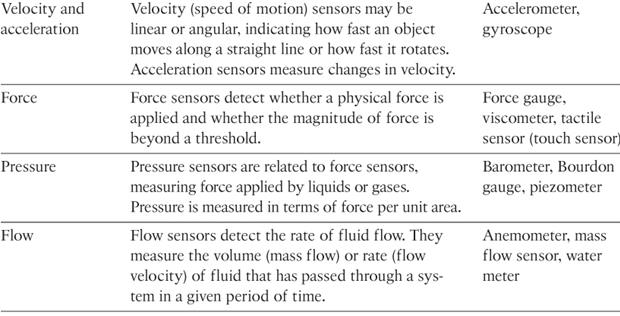 Velocity and
acceleration
Velocity (speed of motion) sensors may be
linear or angular, indicating how fast an object
moves along a straight line or how fast it rotates.
Acceleration sensors measure changes in velocity.
Accelerometer,
gyroscope
Force
Force sensors detect whether a physical force is
applied and whether the magnitude of force is
beyond a threshold.
Force gauge,
viscometer, tactile
sensor (touch sensor)
Pressure
Pressure sensors are related to force sensors,
measuring force applied by liquids or gases.
Pressure is measured in terms of force per unit area.
Barometer, Bourdon
gauge, piezometer
Flow
Flow sensors detect the rate of fluid flow. They
measure the volume (mass flow) or rate (flow
velocity) of fluid that has passed through a sys-
tem in a given period of time.
Anemometer, mass
flow sensor, water
meter